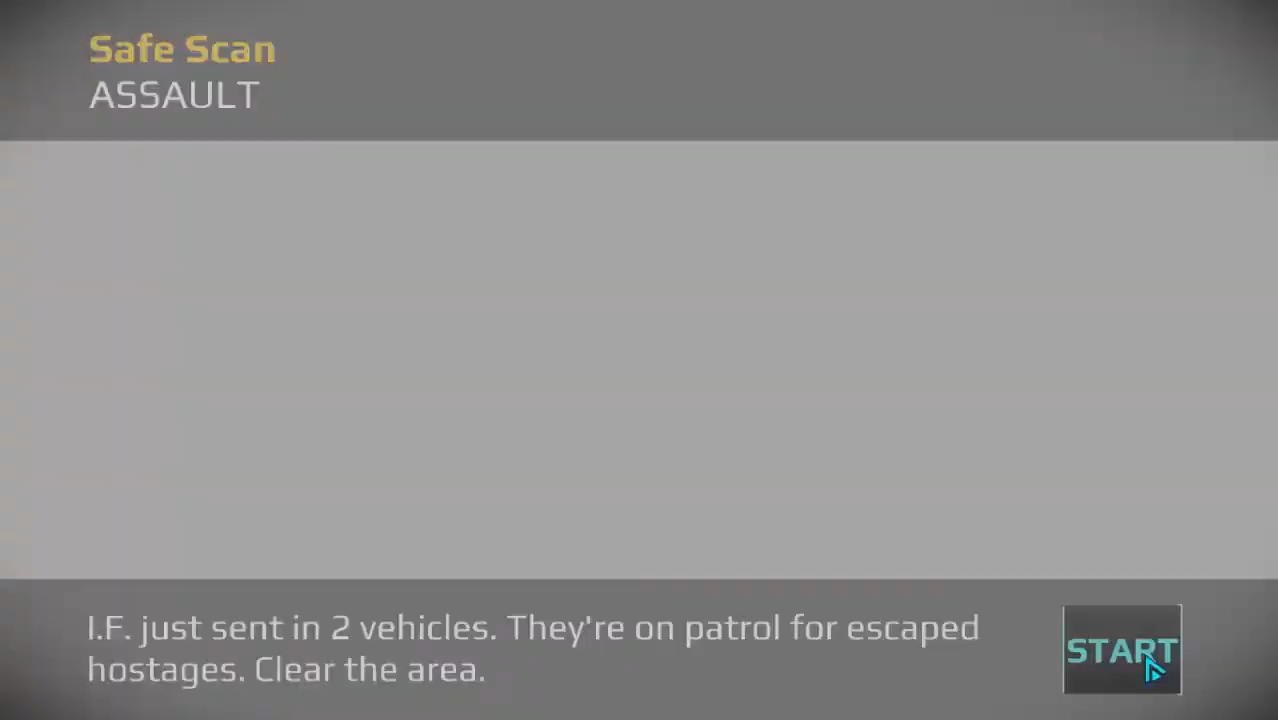 Safe Scan
ASSAULT
I.F. just sent in 2 vehicles. They're on patrol for escaped
hostages. Clear the area.
START